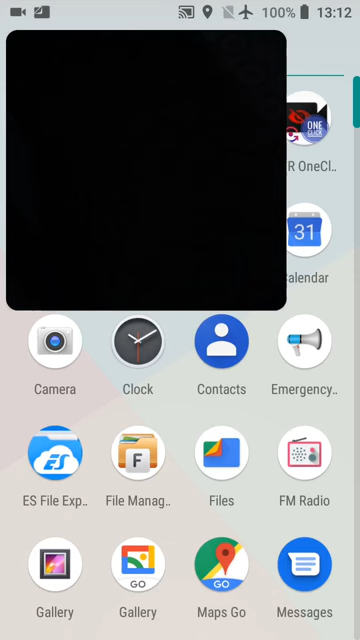 100% 13:12
ONE
CLICK
R OneCl..
31
Calendar
Camera Clock Contacts Emergency..
ES F
ES File Exp.. File Manag.. Files FM Radio
GO GO
Gallery Gallery Maps Go Messages